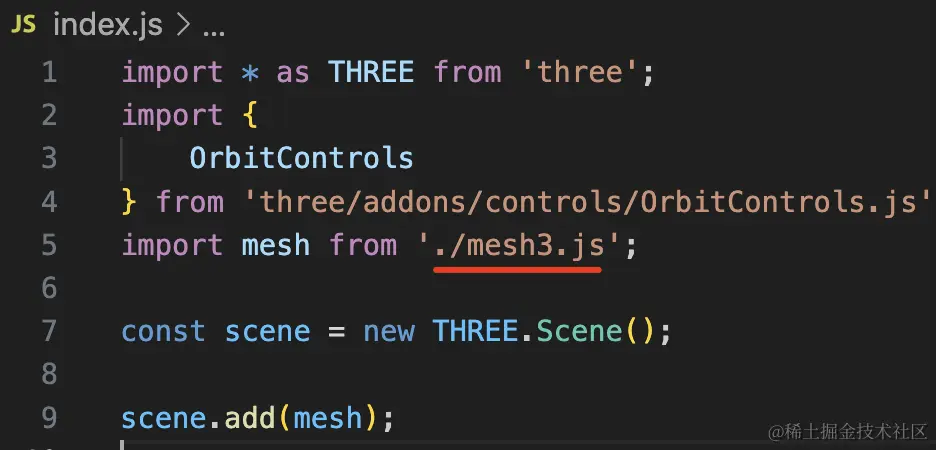 JS index.js > ...
1 import * as THREE from 'three';
2 import {
3 OrbitControls
4 } from 'three/addons/controls/OrbitControls.js'
5 import mesh from './mesh3.js';
6
7 const scene = new THREE.Scene();
8
9 scene.add(mesh);
@稀土掘金技术社区